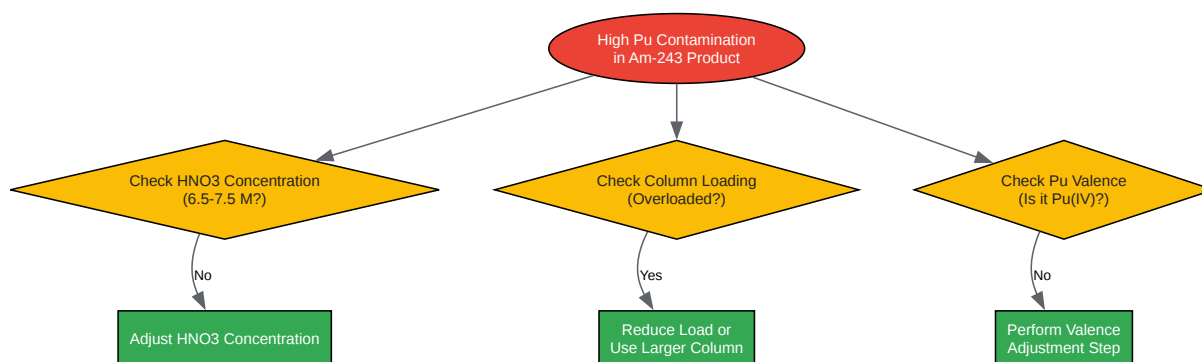 High Pu Contamination
in Am-243 Product
Check HNO3 Concentration
(6.5-7.5 M?)
Check Column Loading
(Overloaded?)
Check Pu Valence
(Is it Pu(IV)?)
No
Yes
No
Adjust HNO3 Concentration
Reduce Load or
Use Larger Column
Perform Valence
Adjustment Step